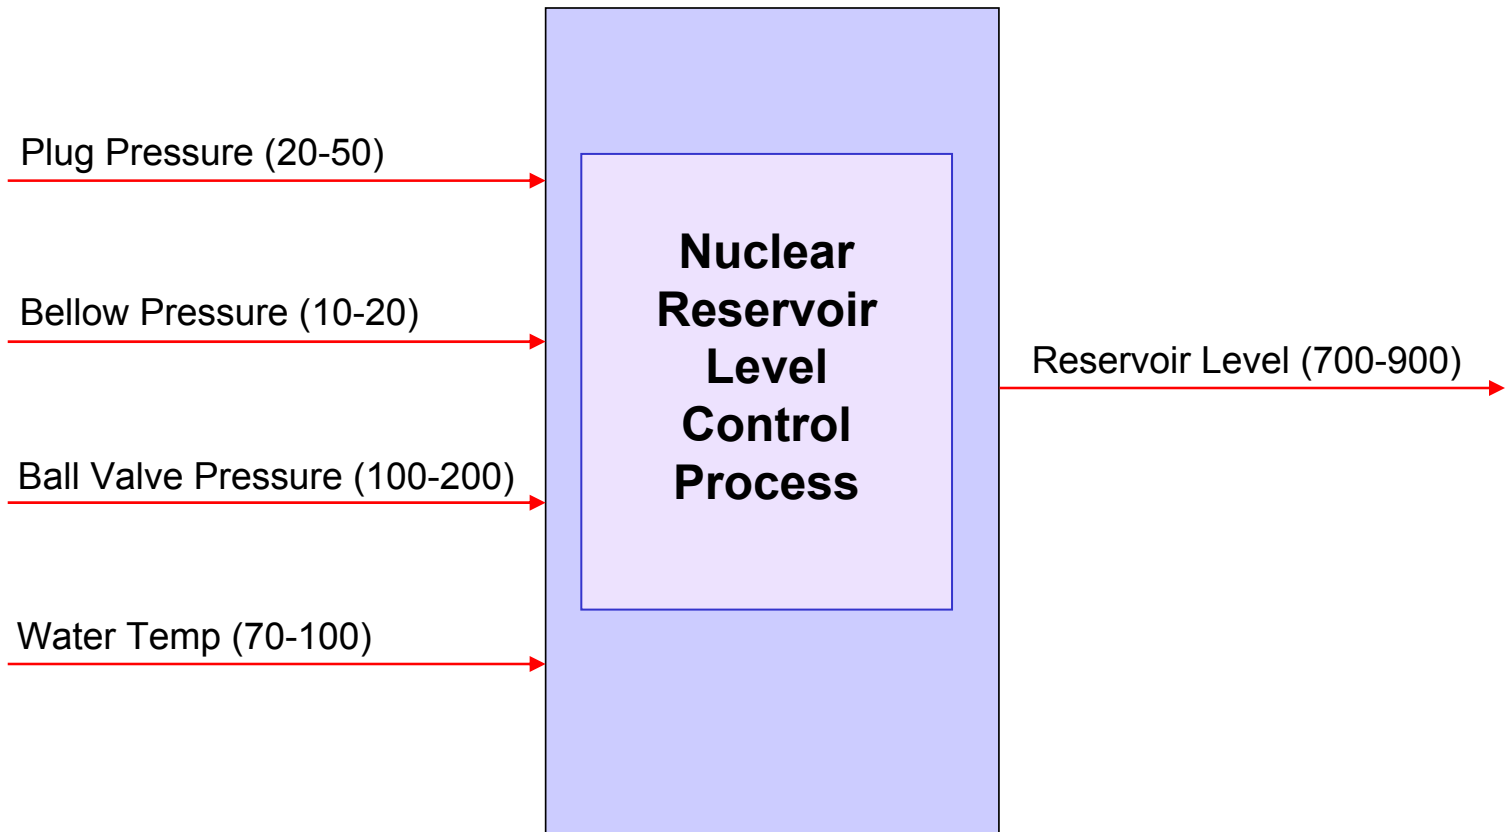 Plug Pressure (20-50)
Bellow Pressure (10-20)
Ball Valve Pressure (100-200)
Water Temp (70-100)
Nuclear
Reservoir
Level
Control
Process
Reservoir Level (700-900)